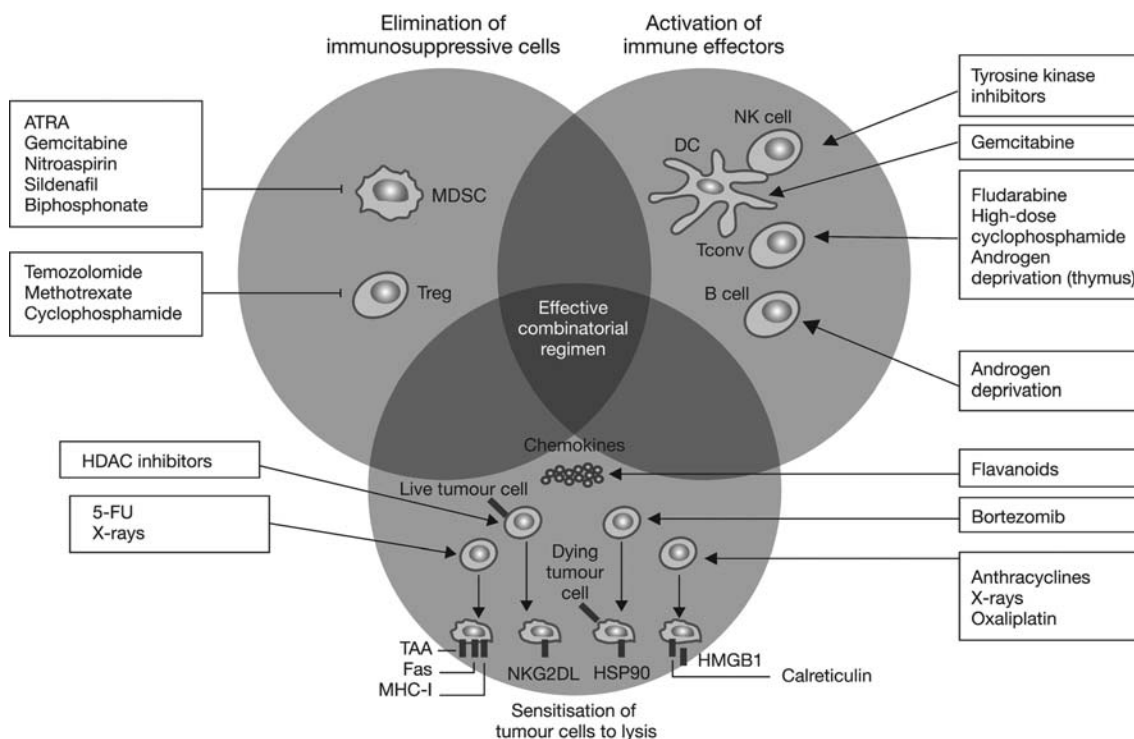 Elimination of
immunosuppressive cells
Activation of
immune effectors
ATRA
Gemcitabine
Nitroaspirin
Sildenafil
Biphosphonate
MDSC
Temozolomide
Methotrexate
Cyclophosphamide
Treg
NK cell
DC
Tconv
B cell
Tyrosine kinase
inhibitors
Gemcitabine
Fludarabine
High-dose
cyclophosphamide
Androgen
deprivation (thymus)
Androgen
deprivation
Effective
combinatorial
regimen
Chemokines
HDAC inhibitors
Live tumour cell
5-FU
X-rays
Dying
tumour
cell
Flavanoids
Bortezomib
Anthracyclines
X-rays
Oxaliplatin
TAA
Fas
MHC-I
NKG2DL
HSP90
HMGB1
Calreticulin
Sensitisation of
tumour cells to lysis